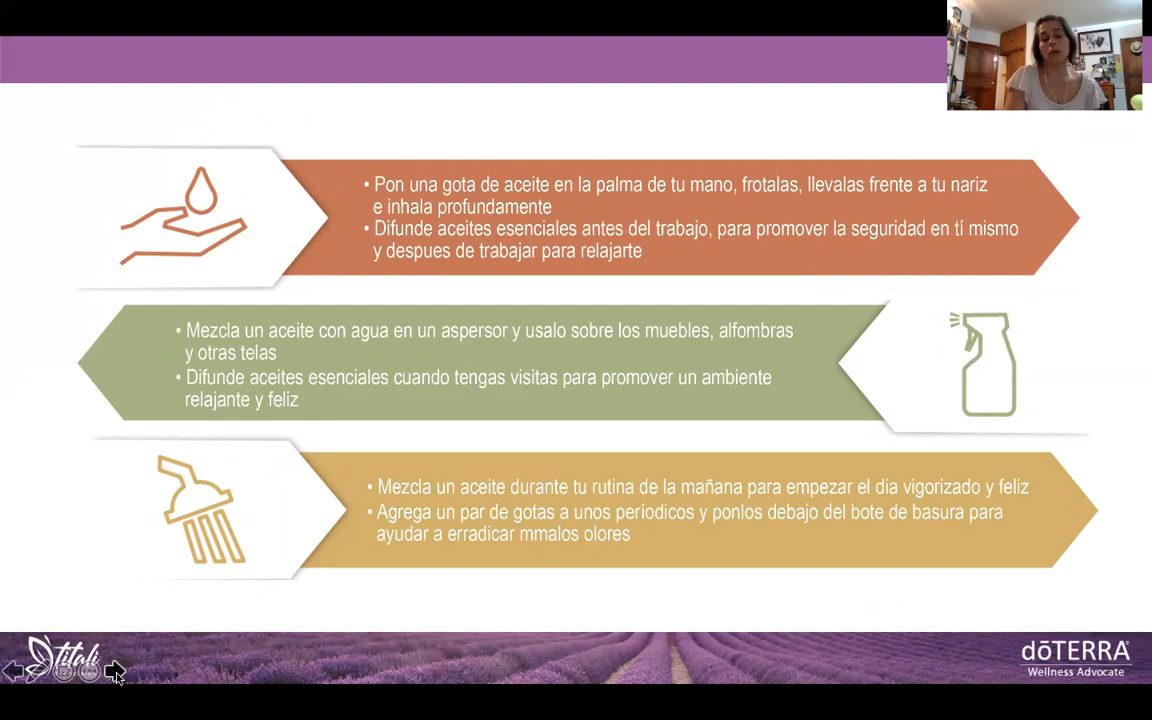 • Pon una gota de aceite en la palma de tu mano, frotalas, llevalas frente a tu nariz
e inhala profundamente
• Difunde aceites esenciales antes del trabajo, para promover la seguridad en tí mismo
y despues de trabajar para relajarte
• Mezcla un aceite con agua en un aspersor y usalo sobre los muebles, alfombras
y otras telas
• Difunde aceites esenciales cuando tengas visitas para promover un ambiente
relajante y feliz
• Mezcla un aceite durante tu rutina de la mañana para empezar el dia vigorizado y feliz
• Agrega un par de gotas a unos períodicos y ponlos debajo del bote de basura para
ayudar a erradicar mmalos olores
titali
dōTERRA
Wellness Advocate